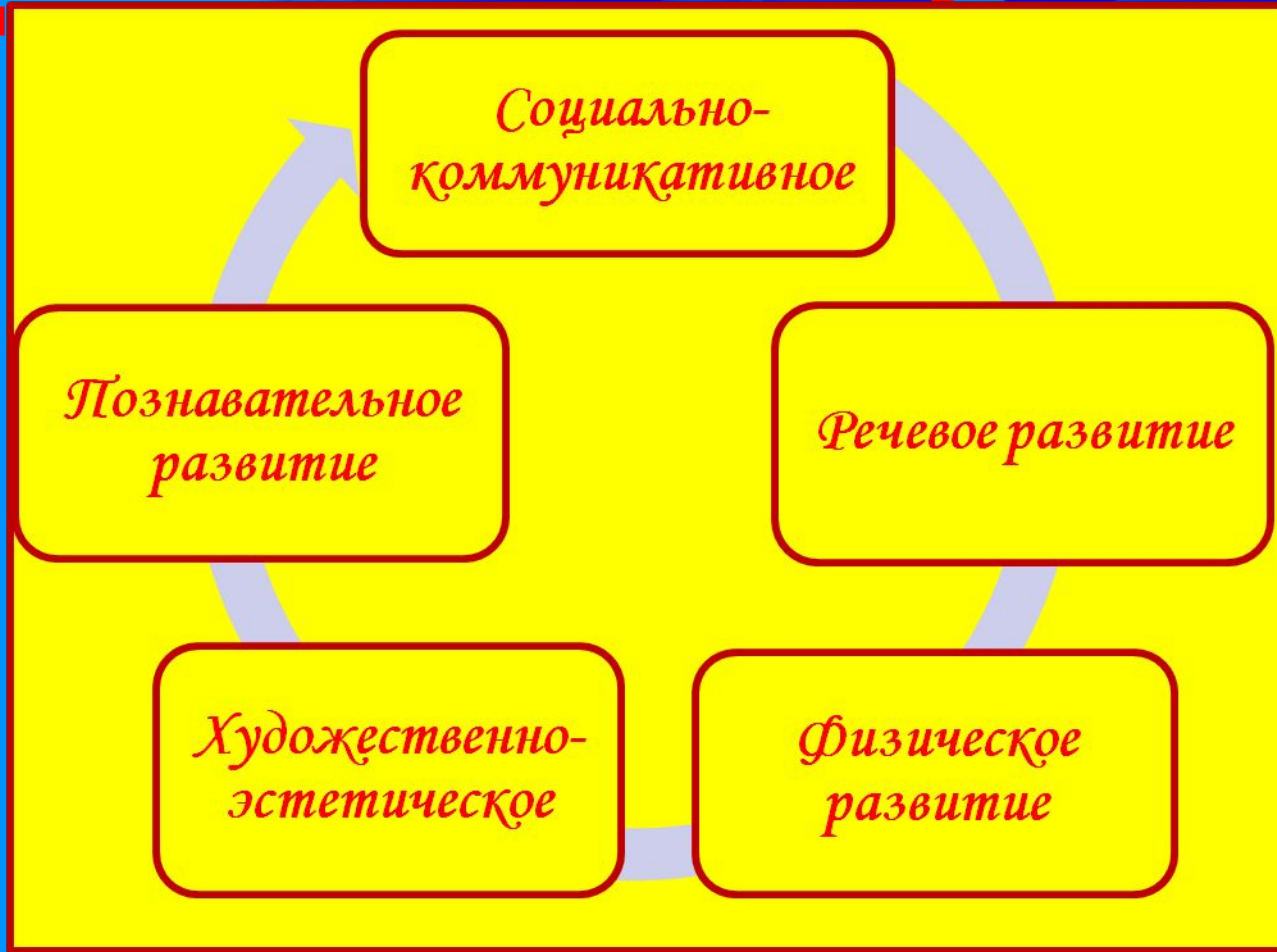 Социально-
коммуникативное
Речевое развитие
Физическое
развитие
Художественно-
эстетическое
Познавательное
развитие